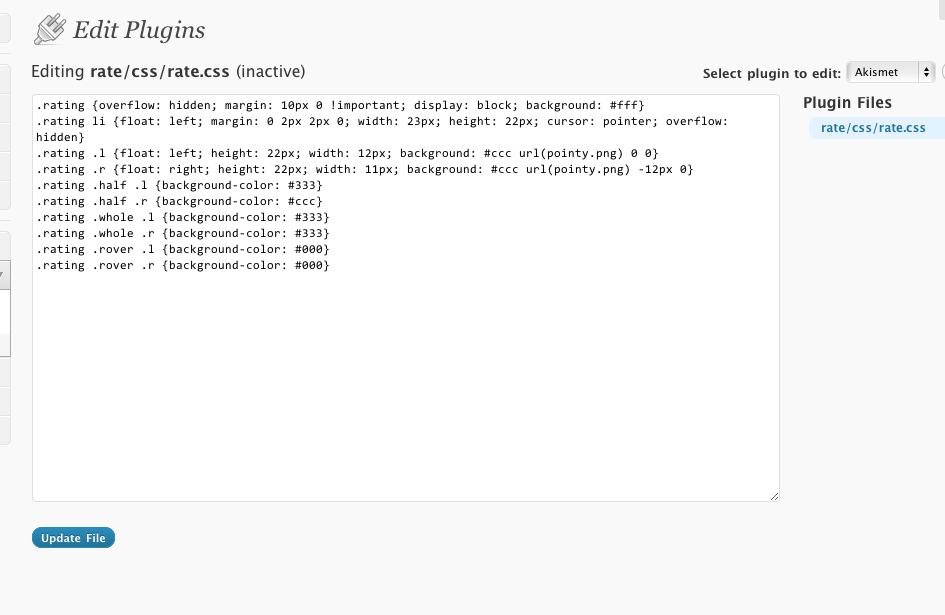 Edit Plugins
Editing rate/css/rate.css (inactive)
Select plugin to edit: Akismet
.rating {overflow: hidden; margin: 10px 0 !important; display: block; background: #fff}
.rating li {float: left; margin: 0 2px 2px 0; width: 23px; height: 22px; cursor: pointer; overflow:
hidden}
.rating .l {float: left; height: 22px; width: 12px; background: #ccc url(pointy.png) 0 0}
.rating .r {float: right; height: 22px; width: 11px; background: #ccc url(pointy.png) -12px 0}
.rating .half .l {background-color: #333}
.rating .half .r {background-color: #ccc}
.rating .whole .l {background-color: #333}
.rating .whole .r {background-color: #333}
.rating .rover .l {background-color: #000}
.rating .rover .r {background-color: #000}
Plugin Files
rate/css/rate.css
Update File